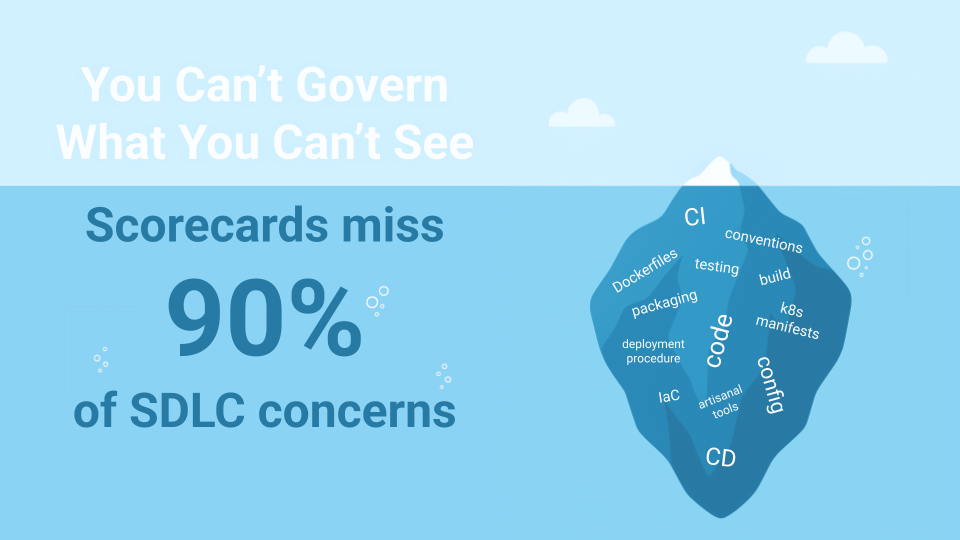 You Can’t Govern
What You Can’t See
Scorecards miss
90%
of SDLC concerns
CI
conventions
Dockerfiles
testing
build
packaging
k8s
manifests
code
deployment
procedure
config
IaC
artisanal
tools
CD